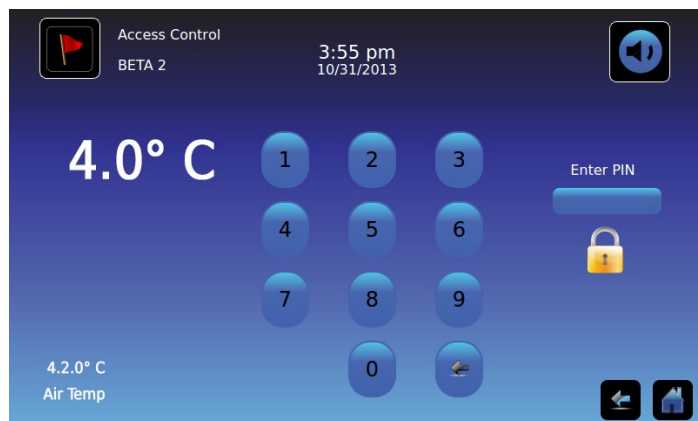 Access Control
BETA 2
3:55 pm
10/31/2013
4.0° C
1 2 3
Enter PIN
4 5 6
7 8 9
0
4.2.0° C
Air Temp